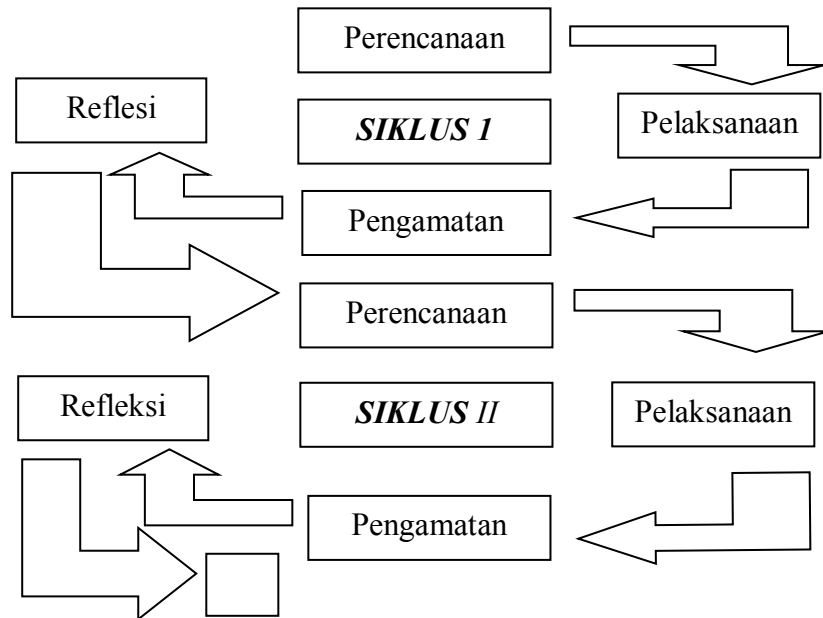 Perencanaan
Reflesi
SIKLUS 1
Pelaksanaan
Pengamatan
Perencanaan
Refleksi
SIKLUS II
Pelaksanaan
Pengamatan